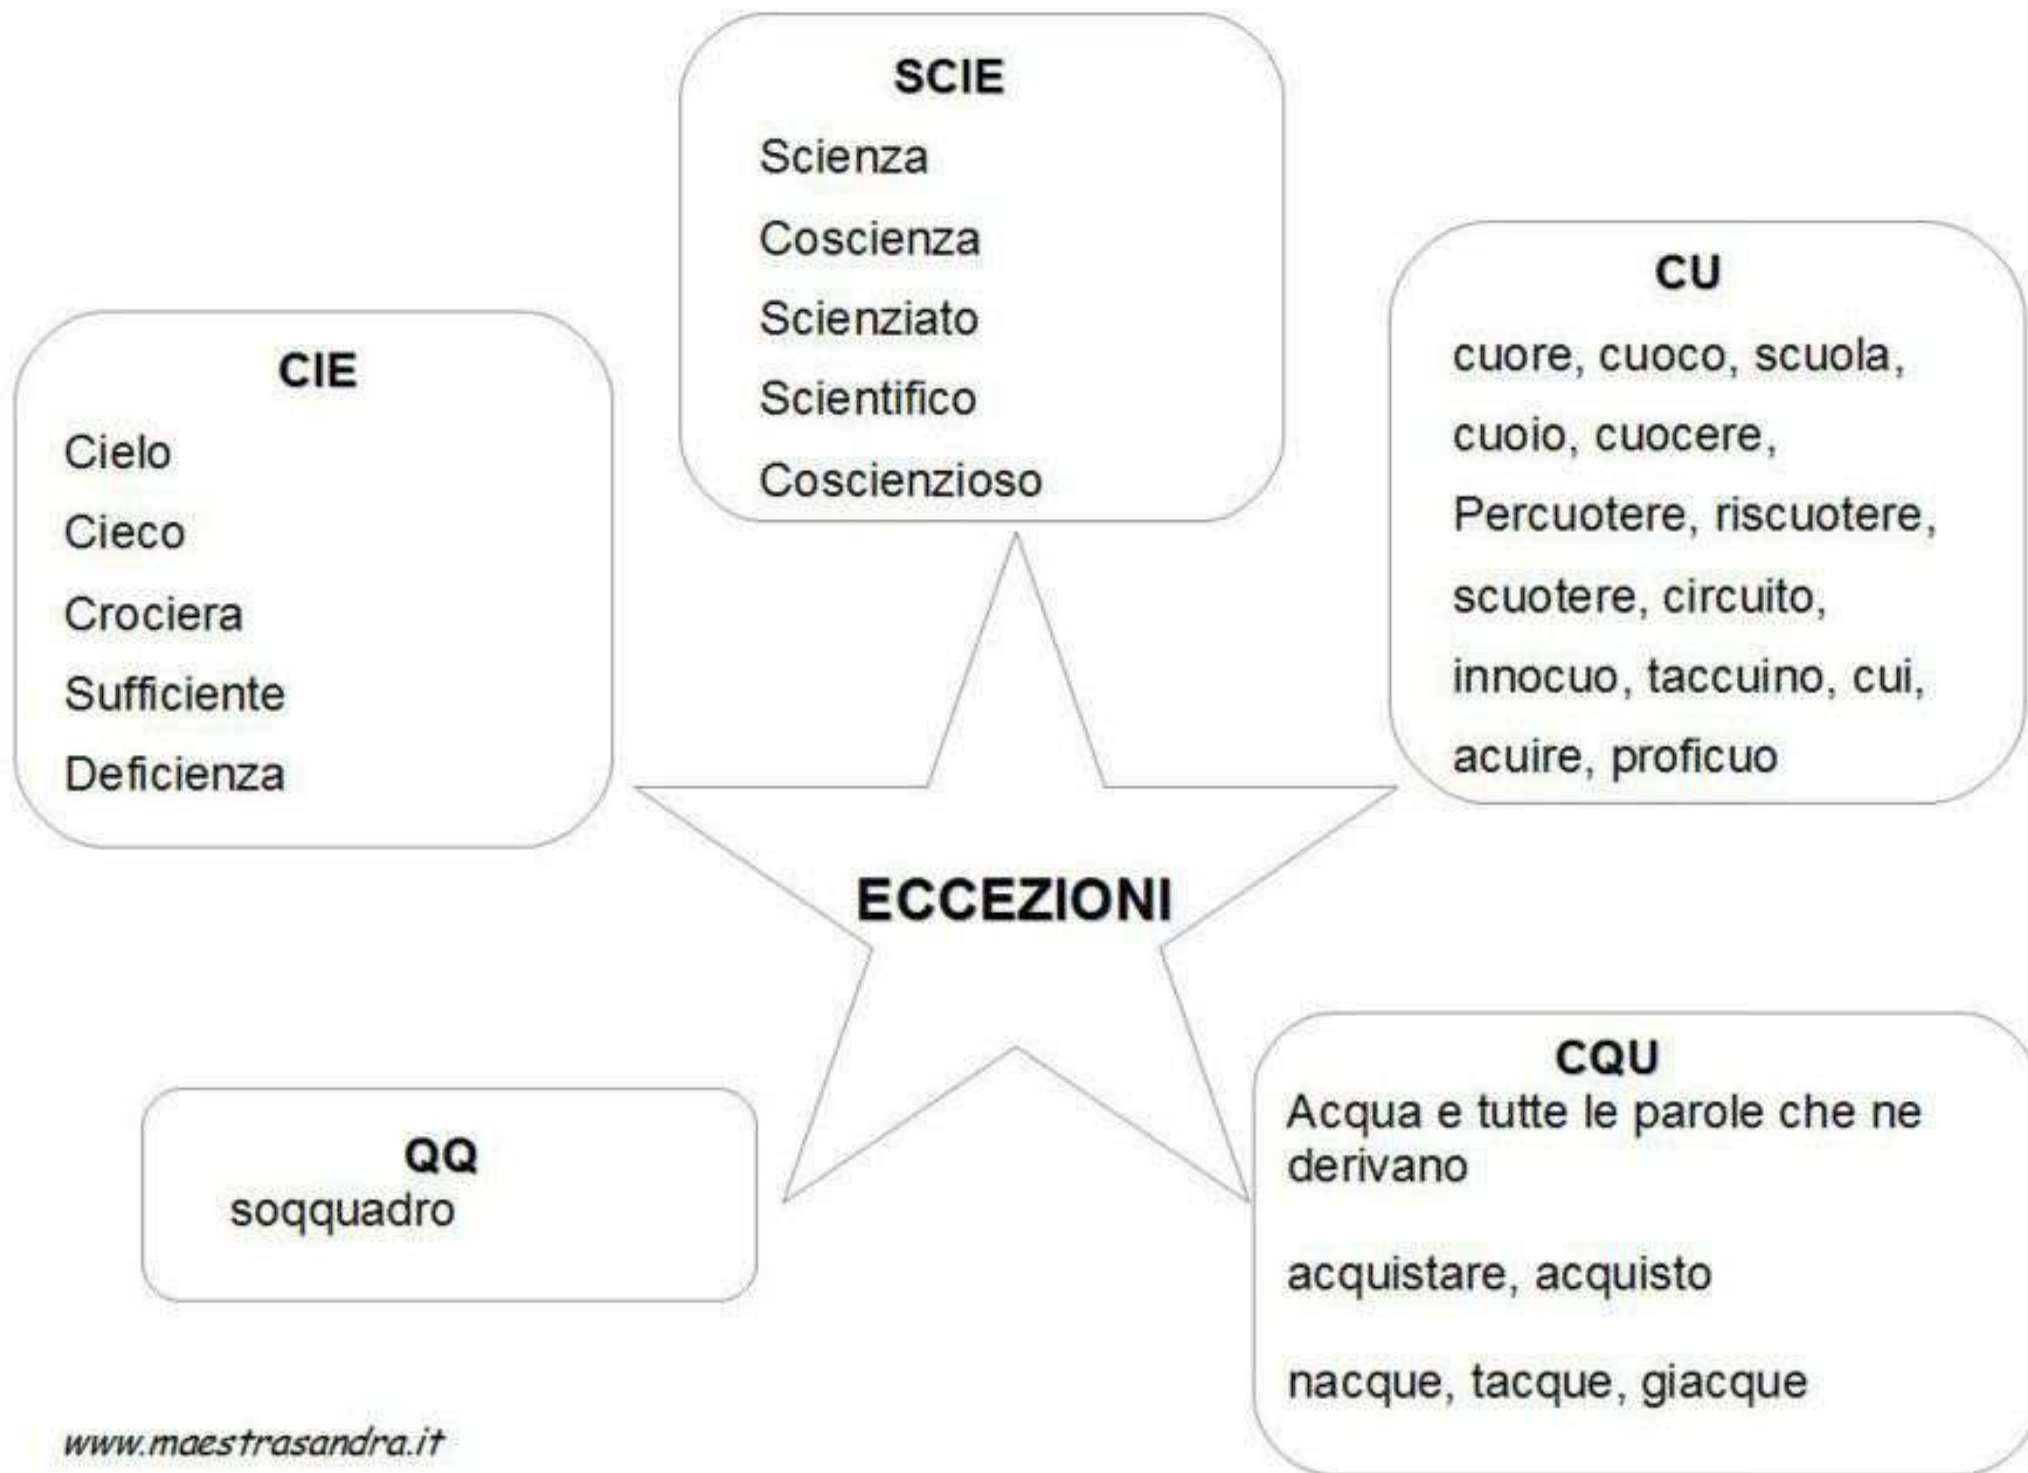 SCIE
Scienza
Coscienza
Scienziato
Scientifico
Coscienzioso
CIE
Cielo
Cieco
Crociera
Sufficiente
Deficienza
CU
cuore, cuoco, scuola,
cuoio, cuocere,
Percuotere, riscuotere,
scuotere, circuito,
innocuo, taccuino, cui,
acuire, proficuo
ECCEZIONI
QQ
soqquadro
CQU
Acqua e tutte le parole che ne
derivano
acquistare, acquisto
nacque, tacque, giacque
www.maestrasandra.it